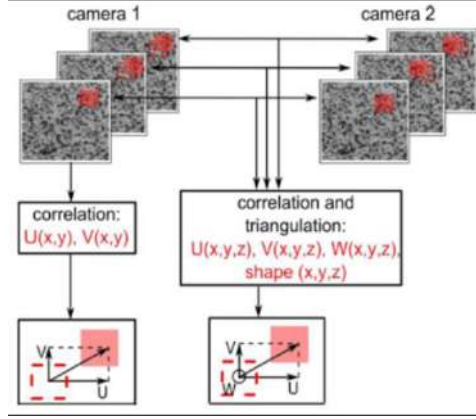 camera 1
camera 2
correlation:
U(x,y), V(x,y)
correlation and
triangulation:
U(x,y,z), V(x,y,z), W(x,y,z),
shape (x,y,z)
V
U
V
W
U